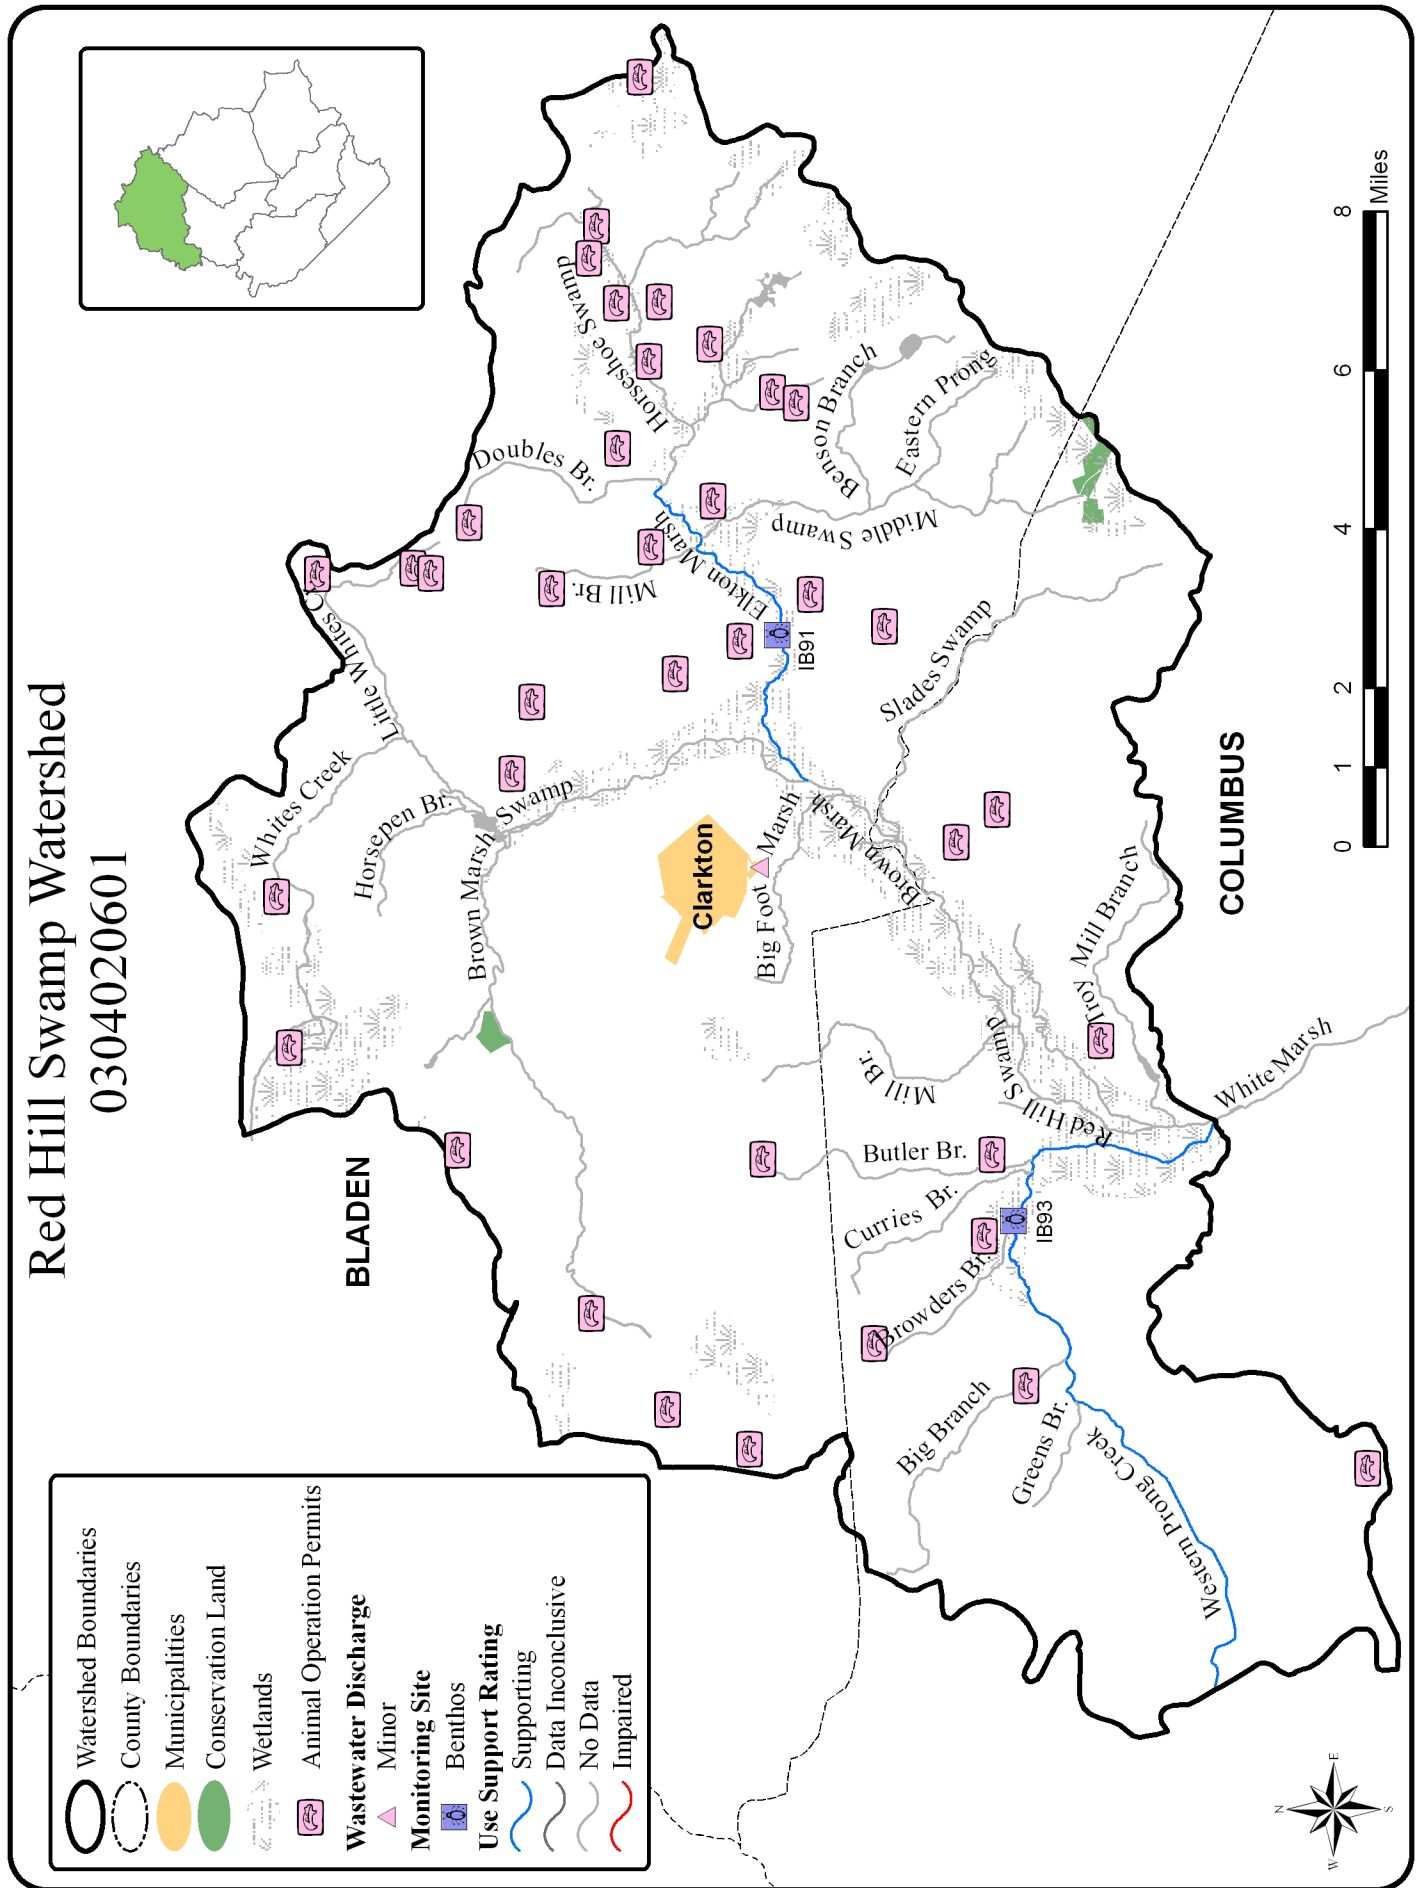 Red Hill Swamp Watershed
030402020601
Watershed Boundaries
County Boundaries
Municipalities
Conservation Land
Wetlands
Animal Operation Permits
Wastewater Discharge
Minor
Monitoring Site
Benthos
Use Support Rating
Supporting
Data Inconclusive
No Data
Impaired
BLADEN
Whites Creek
Little Whites Cr.
Horsepen Br.
Brown Marsh Swamp
Doubles Br.
Horseshoe Swamp
Mill Br.
Elkton Marsh
IB91
Middle Swamp
Benson Branch
Eastern Prong
Clarkton
Big Foot Marsh
Brown Marsh
Slades Swamp
Mill Br.
Red Hill Swamp
Butler Br.
Curries Br.
Browders Br.
IB93
Big Branch
Greens Br.
Western Prong Creek
Troy Mill Branch
White Marsh
COLUMBUS
N
W
E
S
0 1 2 4 6 8
Miles